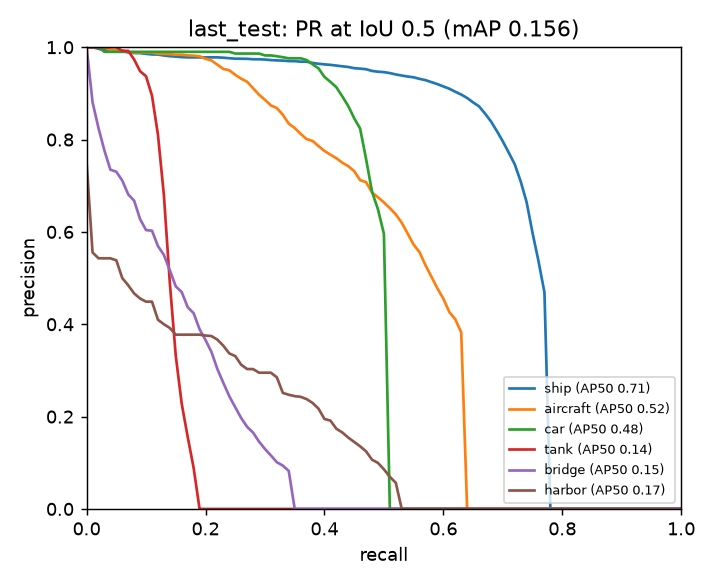 last_test: PR at IoU 0.5 (mAP 0.156)
1.0
0.8
0.6
0.4
0.2
0.0
precision
ship (AP50 0.71)
aircraft (AP50 0.52)
car (AP50 0.48)
tank (AP50 0.14)
bridge (AP50 0.15)
harbor (AP50 0.17)
0.0 0.2 0.4 0.6 0.8 1.0
recall